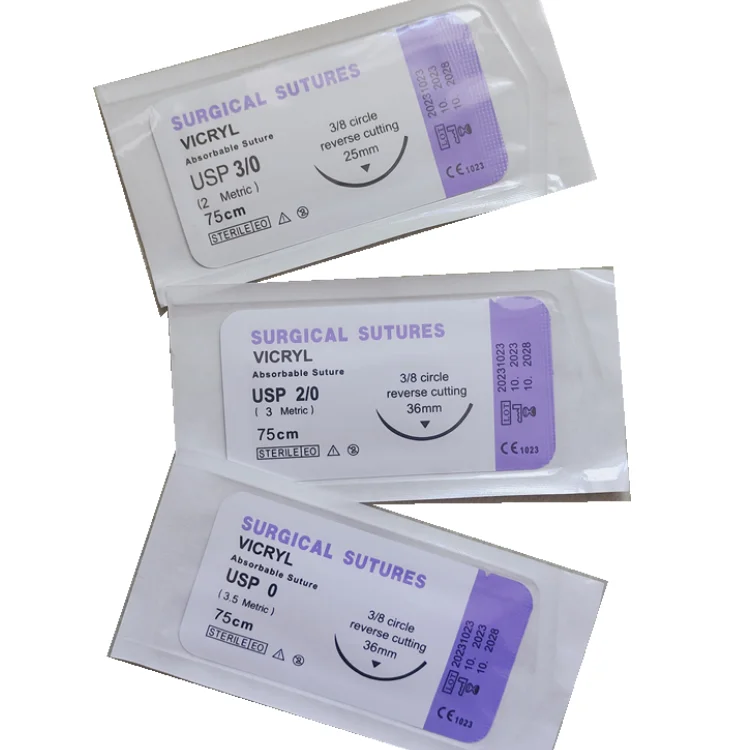 SURGICAL SUTURES
VICRYL
Absorbable Suture
USP 3/0
(2 Metric)
75cm
STERILE EO
3/8 circle
reverse cutting
25mm
20231023
10. 2023
10. 2028
LOT
CE 1023
SURGICAL SUTURES
VICRYL
Absorbable Suture
USP 2/0
( 3 Metric )
75cm
STERILE EO
3/8 circle
reverse cutting
36mm
20231023
10. 2023
10. 2028
LOT
CE 1023
SURGICAL SUTURES
VICRYL
Absorbable Suture
USP 0
( 3.5 Metric )
75cm
STERILE EO
3/8 circle
reverse cutting
36mm
20231023
10. 2023
10. 2028
LOT
CE 1023